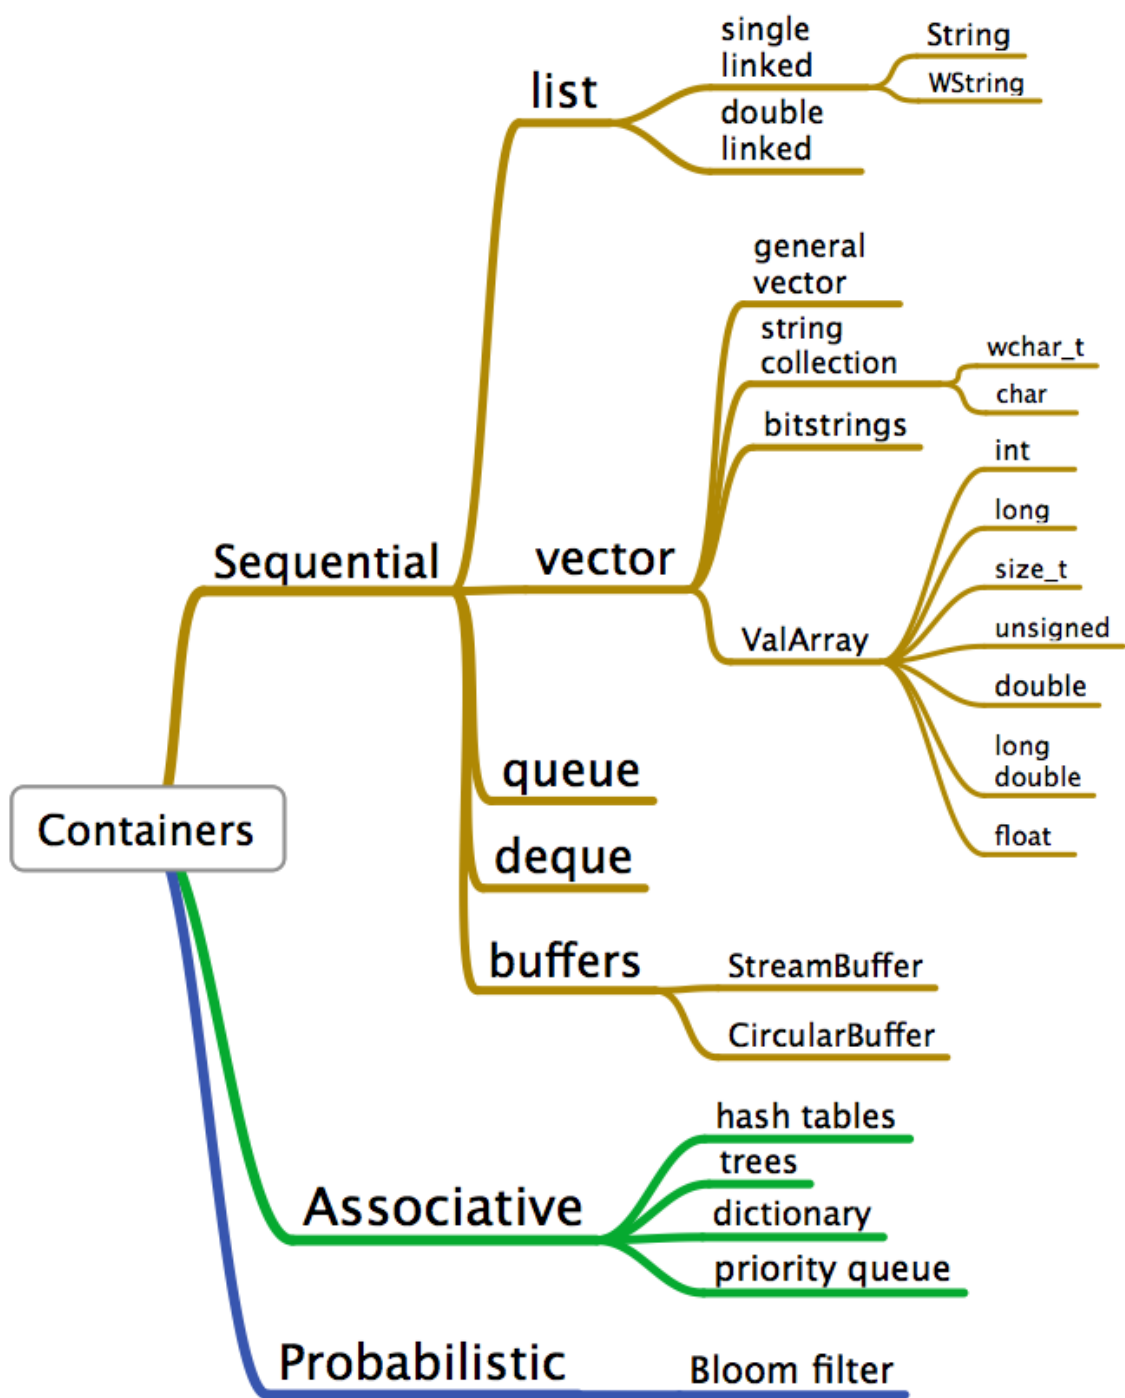 single
linked
String
WString
list
double
linked
general
vector
string
collection
wchar_t
char
bitstrings
int
long
Sequential
vector
size_t
unsigned
ValArray
double
long
double
queue
Containers
float
deque
buffers
StreamBuffer
CircularBuffer
hash tables
trees
Associative
dictionary
priority queue
Probabilistic
Bloom filter